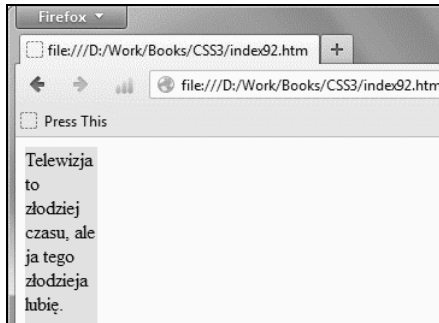 Firefox
file:///D:/Work/Books/CSS3/index92.htm
file:///D:/Work/Books/CSS3/index92.htm
Press This
Telewizja
to
złodziej
czasu, ale
ja tego
złodzieja
lubię.